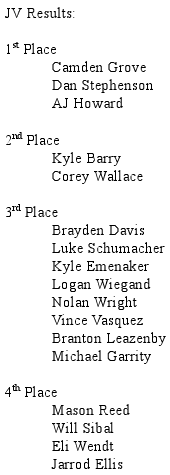 JV Results:
1st Place
Camden Grove
Dan Stephenson
AJ Howard
2nd Place
Kyle Barry
Corey Wallace
3rd Place
Brayden Davis
Luke Schumacher
Kyle Emenaker
Logan Wiegand
Nolan Wright
Vince Vasquez
Branton Leazenby
Michael Garrity
4th Place
Mason Reed
Will Sibal
Eli Wendt
Jarrod Ellis